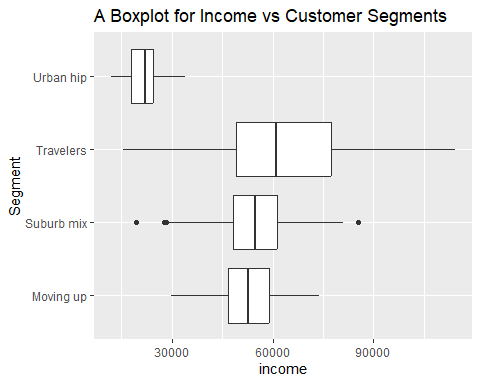 A Boxplot for Income vs Customer Segments
Urban hip
Travelers
Suburb mix
Moving up
Segment
30000
60000
90000
income